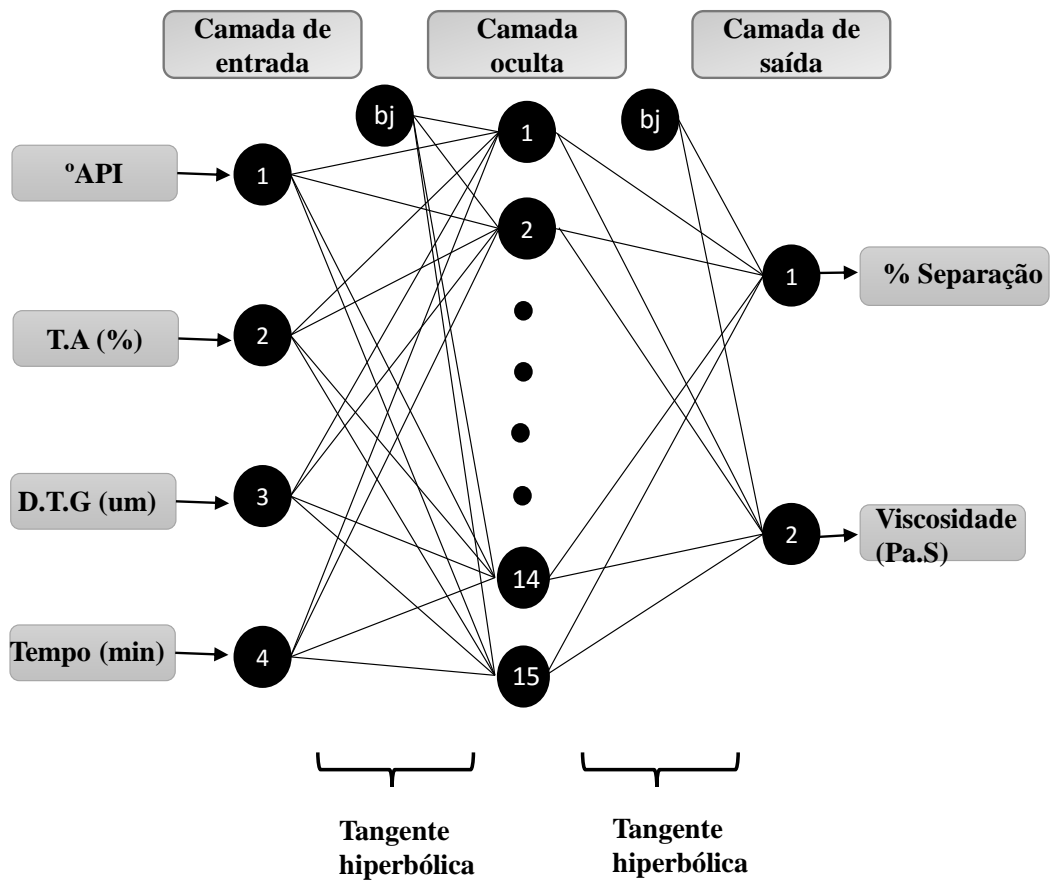 Camada de
entrada
Camada
oculta
Camada de
saída
bj
1
bj
ºAPI
1
2
1
% Separação
T.A (%)
2
D.T.G (um)
3
2
Viscosidade
(Pa.S)
14
Tempo (min)
4
15
Tangente
hiperbólica
Tangente
hiperbólica